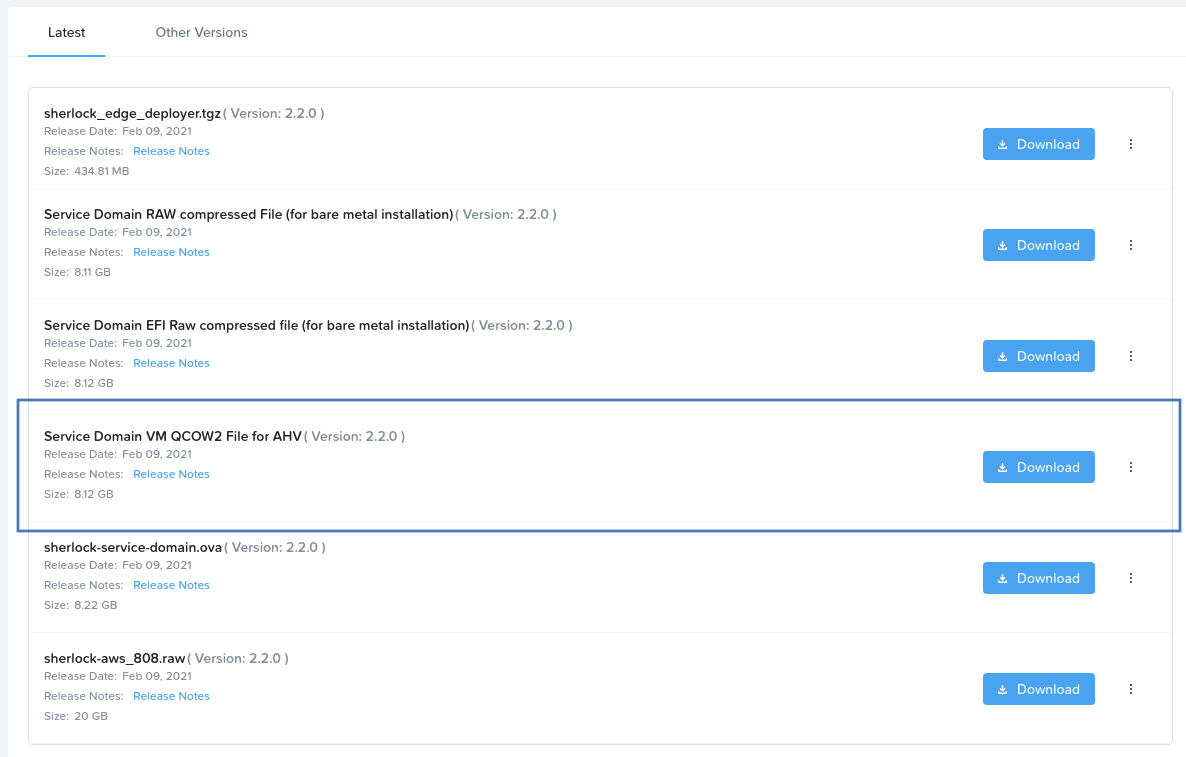 Latest
Other Versions
sherlock_edge_deployer.tgz ( Version: 2.2.0 )
Release Date: Feb 09, 2021
Release Notes: Release Notes
Size: 434.81 MB
Download
Service Domain RAW compressed File (for bare metal installation) ( Version: 2.2.0 )
Release Date: Feb 09, 2021
Release Notes: Release Notes
Size: 8.11 GB
Download
Service Domain EFI Raw compressed file (for bare metal installation) ( Version: 2.2.0 )
Release Date: Feb 09, 2021
Release Notes: Release Notes
Size: 8.12 GB
Download
Service Domain VM QCOW2 File for AHV ( Version: 2.2.0 )
Release Date: Feb 09, 2021
Release Notes: Release Notes
Size: 8.12 GB
Download
sherlock-service-domain.ova ( Version: 2.2.0 )
Release Date: Feb 09, 2021
Release Notes: Release Notes
Size: 8.22 GB
Download
sherlock-aws_808.raw ( Version: 2.2.0 )
Release Date: Feb 09, 2021
Release Notes: Release Notes
Size: 20 GB
Download